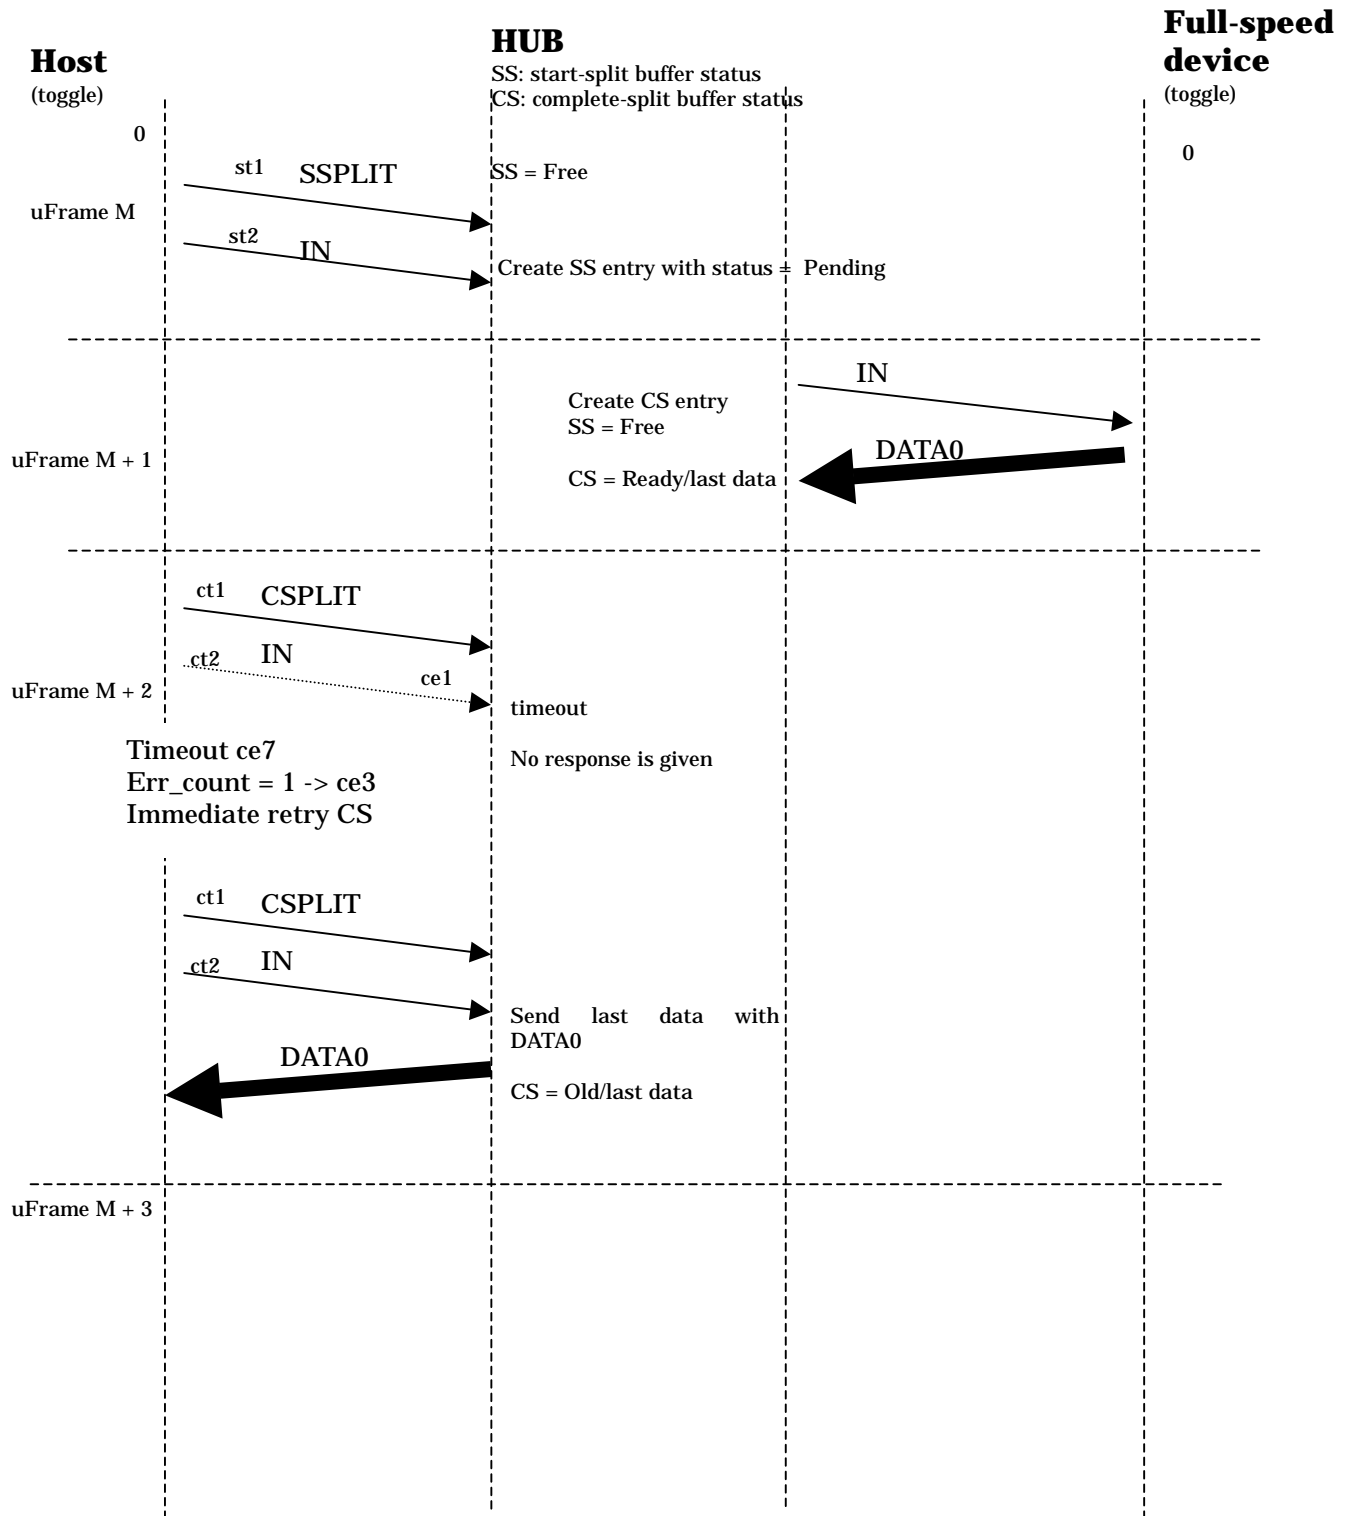 Full-speed
device
(toggle)
HUB
SS: start-split buffer status
CS: complete-split buffer status
Host
(toggle)
0
0
st1 SSPLIT
SS = Free
uFrame M
st2 IN
Create SS entry with status = Pending
IN
Create CS entry
SS = Free
DATA0
uFrame M + 1
CS = Ready/last data
ct1 CSPLIT
ct2 IN
ce1
uFrame M + 2
timeout
No response is given
Timeout ce7
Err_count = 1 -> ce3
Immediate retry CS
ct1 CSPLIT
ct2 IN
Send last data with
DATA0
DATA0
CS = Old/last data
uFrame M + 3